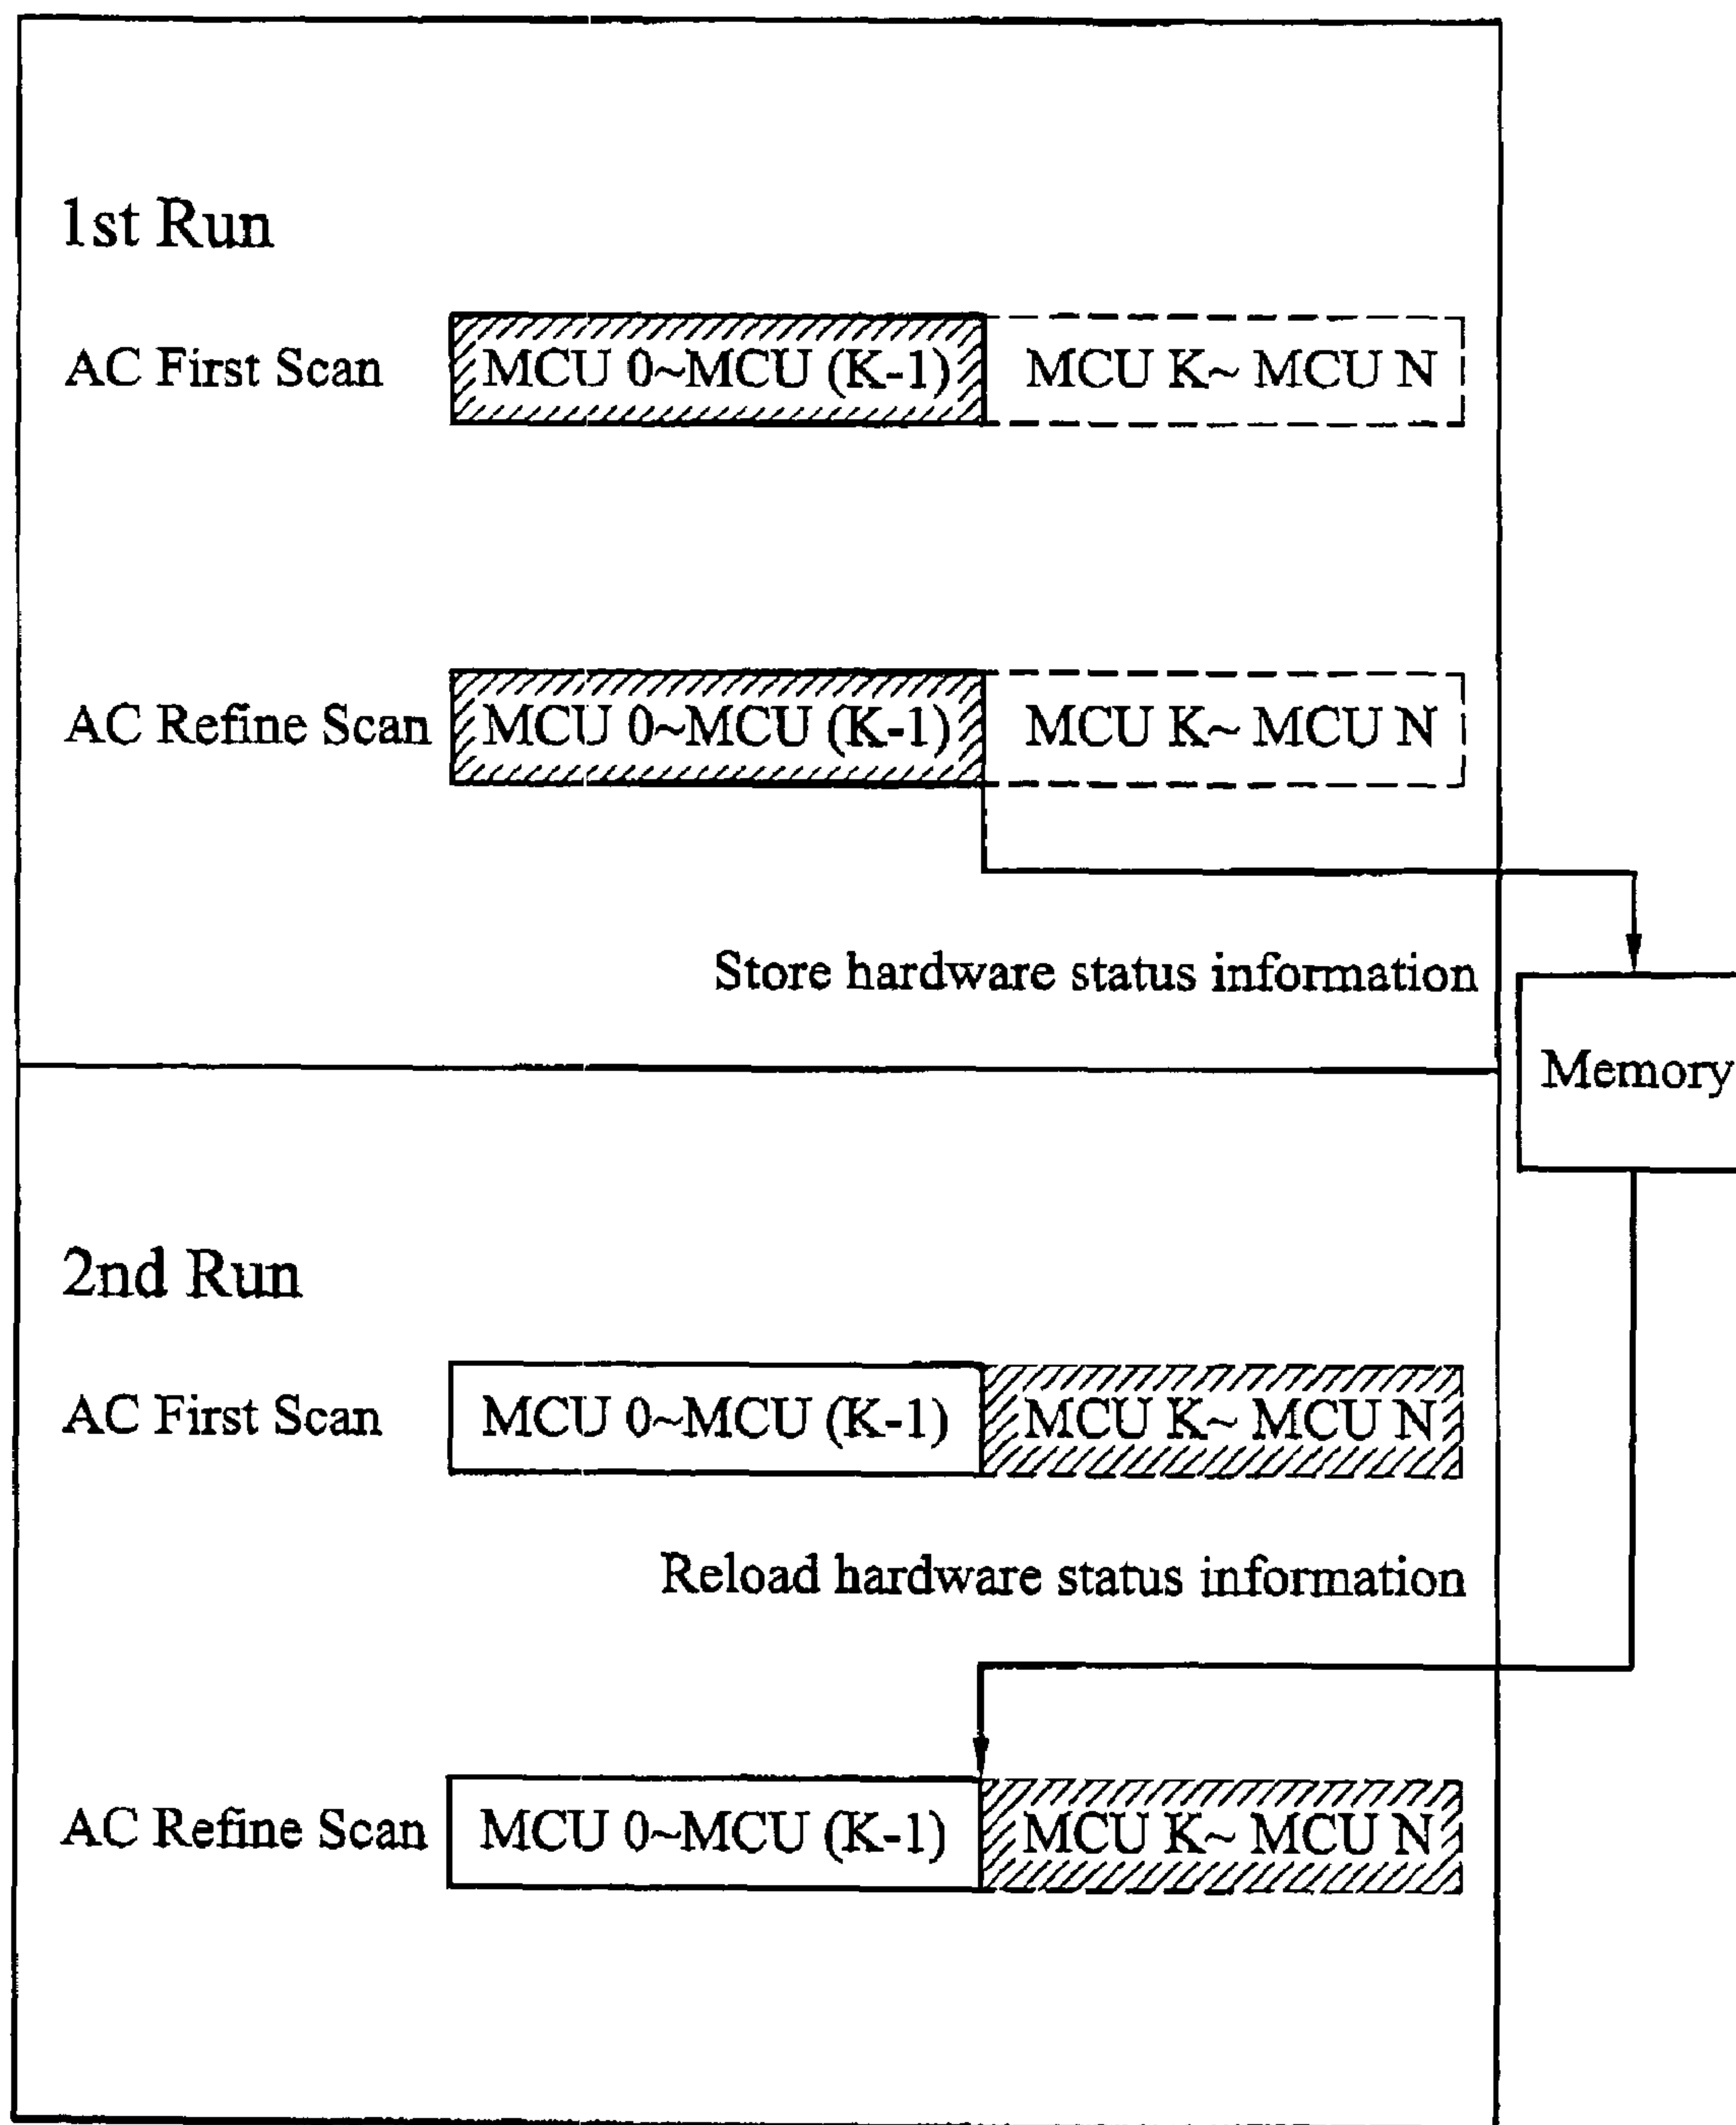 1st Run
AC First Scan MCU 0~MCU (K-1) MCU K~ MCU N
AC Refine Scan MCU 0~MCU (K-1) MCU K~ MCU N
Store hardware status information
Memory
2nd Run
AC First Scan MCU 0~MCU (K-1) MCU K~ MCU N
Reload hardware status information
AC Refine Scan MCU 0~MCU (K-1) MCU K~ MCU N